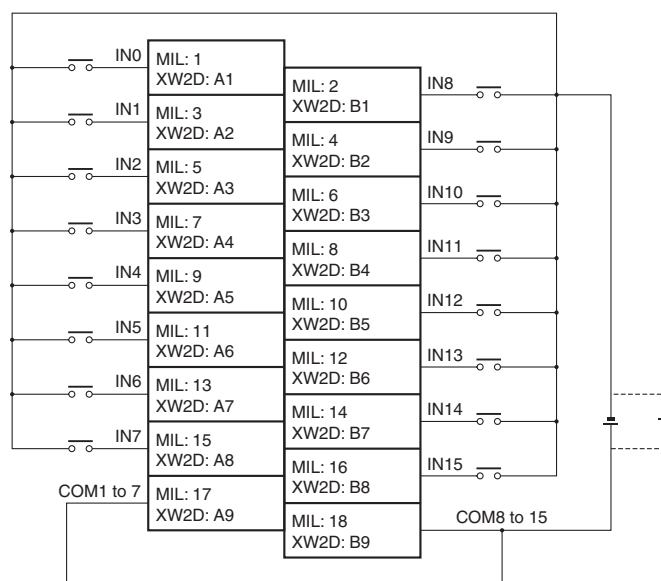 IN0
MIL: 1
XW2D: A1
MIL: 2
XW2D: B1
IN8
IN1
MIL: 3
XW2D: A2
MIL: 4
XW2D: B2
IN9
IN2
MIL: 5
XW2D: A3
MIL: 6
XW2D: B3
IN10
IN3
MIL: 7
XW2D: A4
MIL: 8
XW2D: B4
IN11
IN4
MIL: 9
XW2D: A5
MIL: 10
XW2D: B5
IN12
IN5
MIL: 11
XW2D: A6
MIL: 12
XW2D: B6
IN13
IN6
MIL: 13
XW2D: A7
MIL: 14
XW2D: B7
IN14
IN7
MIL: 15
XW2D: A8
MIL: 16
XW2D: B8
IN15
COM1 to 7
MIL: 17
XW2D: A9
MIL: 18
XW2D: B9
COM8 to 15